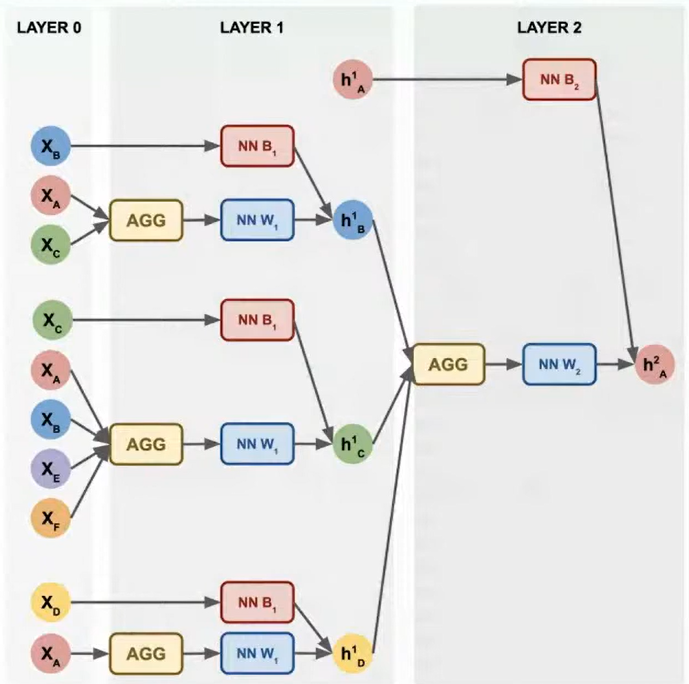 LAYER 0 LAYER 1 LAYER 2
h¹A NN B₂
XB NN B₁
XA
AGG NN W₁ h¹B
XC
XC NN B₁
XA AGG NN W₂ h²A
XB
AGG NN W₁ h¹C
XE
XF
XD NN B₁
XA AGG NN W₁ h¹D